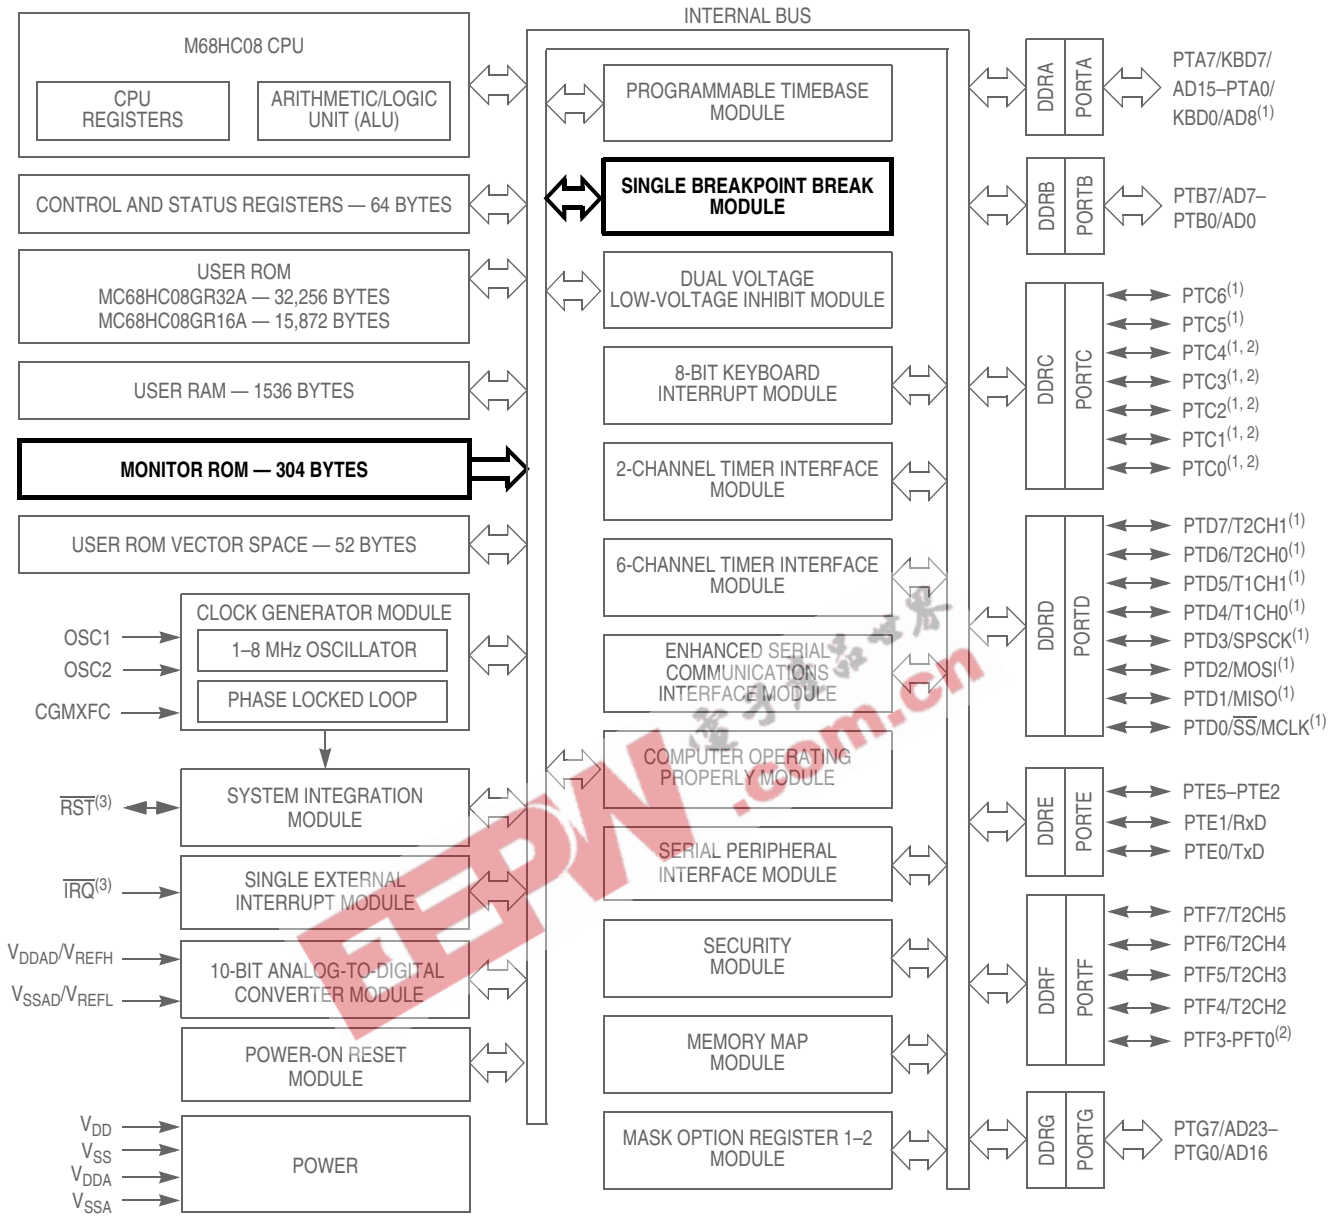 INTERNAL BUS
M68HC08 CPU
CPU
REGISTERS
ARITHMETIC/LOGIC
UNIT (ALU)
CONTROL AND STATUS REGISTERS — 64 BYTES
USER ROM
MC68HC08GR32A — 32,256 BYTES
MC68HC08GR16A — 15,872 BYTES
USER RAM — 1536 BYTES
MONITOR ROM — 304 BYTES
USER ROM VECTOR SPACE — 52 BYTES
CLOCK GENERATOR MODULE
1–8 MHz OSCILLATOR
PHASE LOCKED LOOP
OSC1
OSC2
CGMXFC
SYSTEM INTEGRATION
MODULE
RST(3)
SINGLE EXTERNAL
INTERRUPT MODULE
IRQ(3)
10-BIT ANALOG-TO-DIGITAL
CONVERTER MODULE
VDDAD/VREFH
VSSAD/VREFL
POWER-ON RESET
MODULE
POWER
VDD
VSS
VDDA
VSSA
PROGRAMMABLE TIMEBASE
MODULE
SINGLE BREAKPOINT BREAK
MODULE
DUAL VOLTAGE
LOW-VOLTAGE INHIBIT MODULE
8-BIT KEYBOARD
INTERRUPT MODULE
2-CHANNEL TIMER INTERFACE
MODULE
6-CHANNEL TIMER INTERFACE
MODULE
ENHANCED SERIAL
COMMUNICATIONS
INTERFACE MODULE
COMPUTER OPERATING
PROPERLY MODULE
SERIAL PERIPHERAL
INTERFACE MODULE
SECURITY
MODULE
MEMORY MAP
MODULE
MASK OPTION REGISTER 1–2
MODULE
DDRA
PORTA
PTA7/KBD7/
AD15–PTA0/
KBD0/AD8(1)
DDRB
PORTB
PTB7/AD7–
PTB0/AD0
DDRC
PORTC
PTC6(1)
PTC5(1)
PTC4(1, 2)
PTC3(1, 2)
PTC2(1, 2)
PTC1(1, 2)
PTC0(1, 2)
DDRD
PORTD
PTD7/T2CH1(1)
PTD6/T2CH0(1)
PTD5/T1CH1(1)
PTD4/T1CH0(1)
PTD3/SPSCK(1)
PTD2/MOSI(1)
PTD1/MISO(1)
PTD0/SS/MCLK(1)
DDRE
PORTE
PTE5–PTE2
PTE1/RxD
PTE0/TxD
DDRF
PORTF
PTF7/T2CH5
PTF6/T2CH4
PTF5/T2CH3
PTF4/T2CH2
PTF3-PFT0(2)
DDRG
PORTG
PTG7/AD23–
PTG0/AD16
電子產品世界
EEPW.com.cn